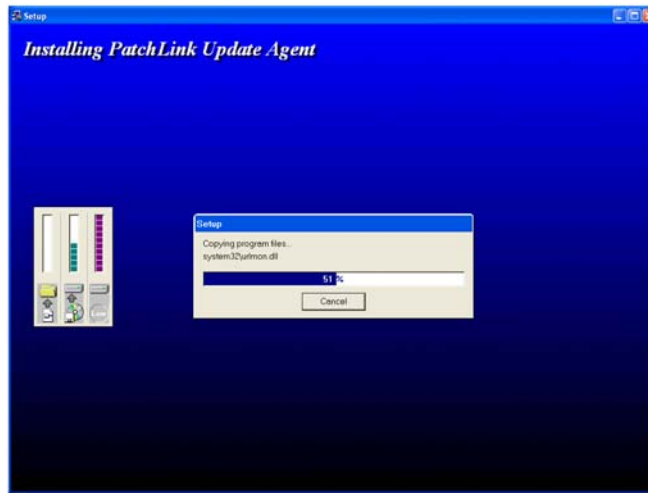 Setup
Installing PatchLink Update Agent
Setup
Copying program files...
system32\urlmon.dll
51 %
Cancel